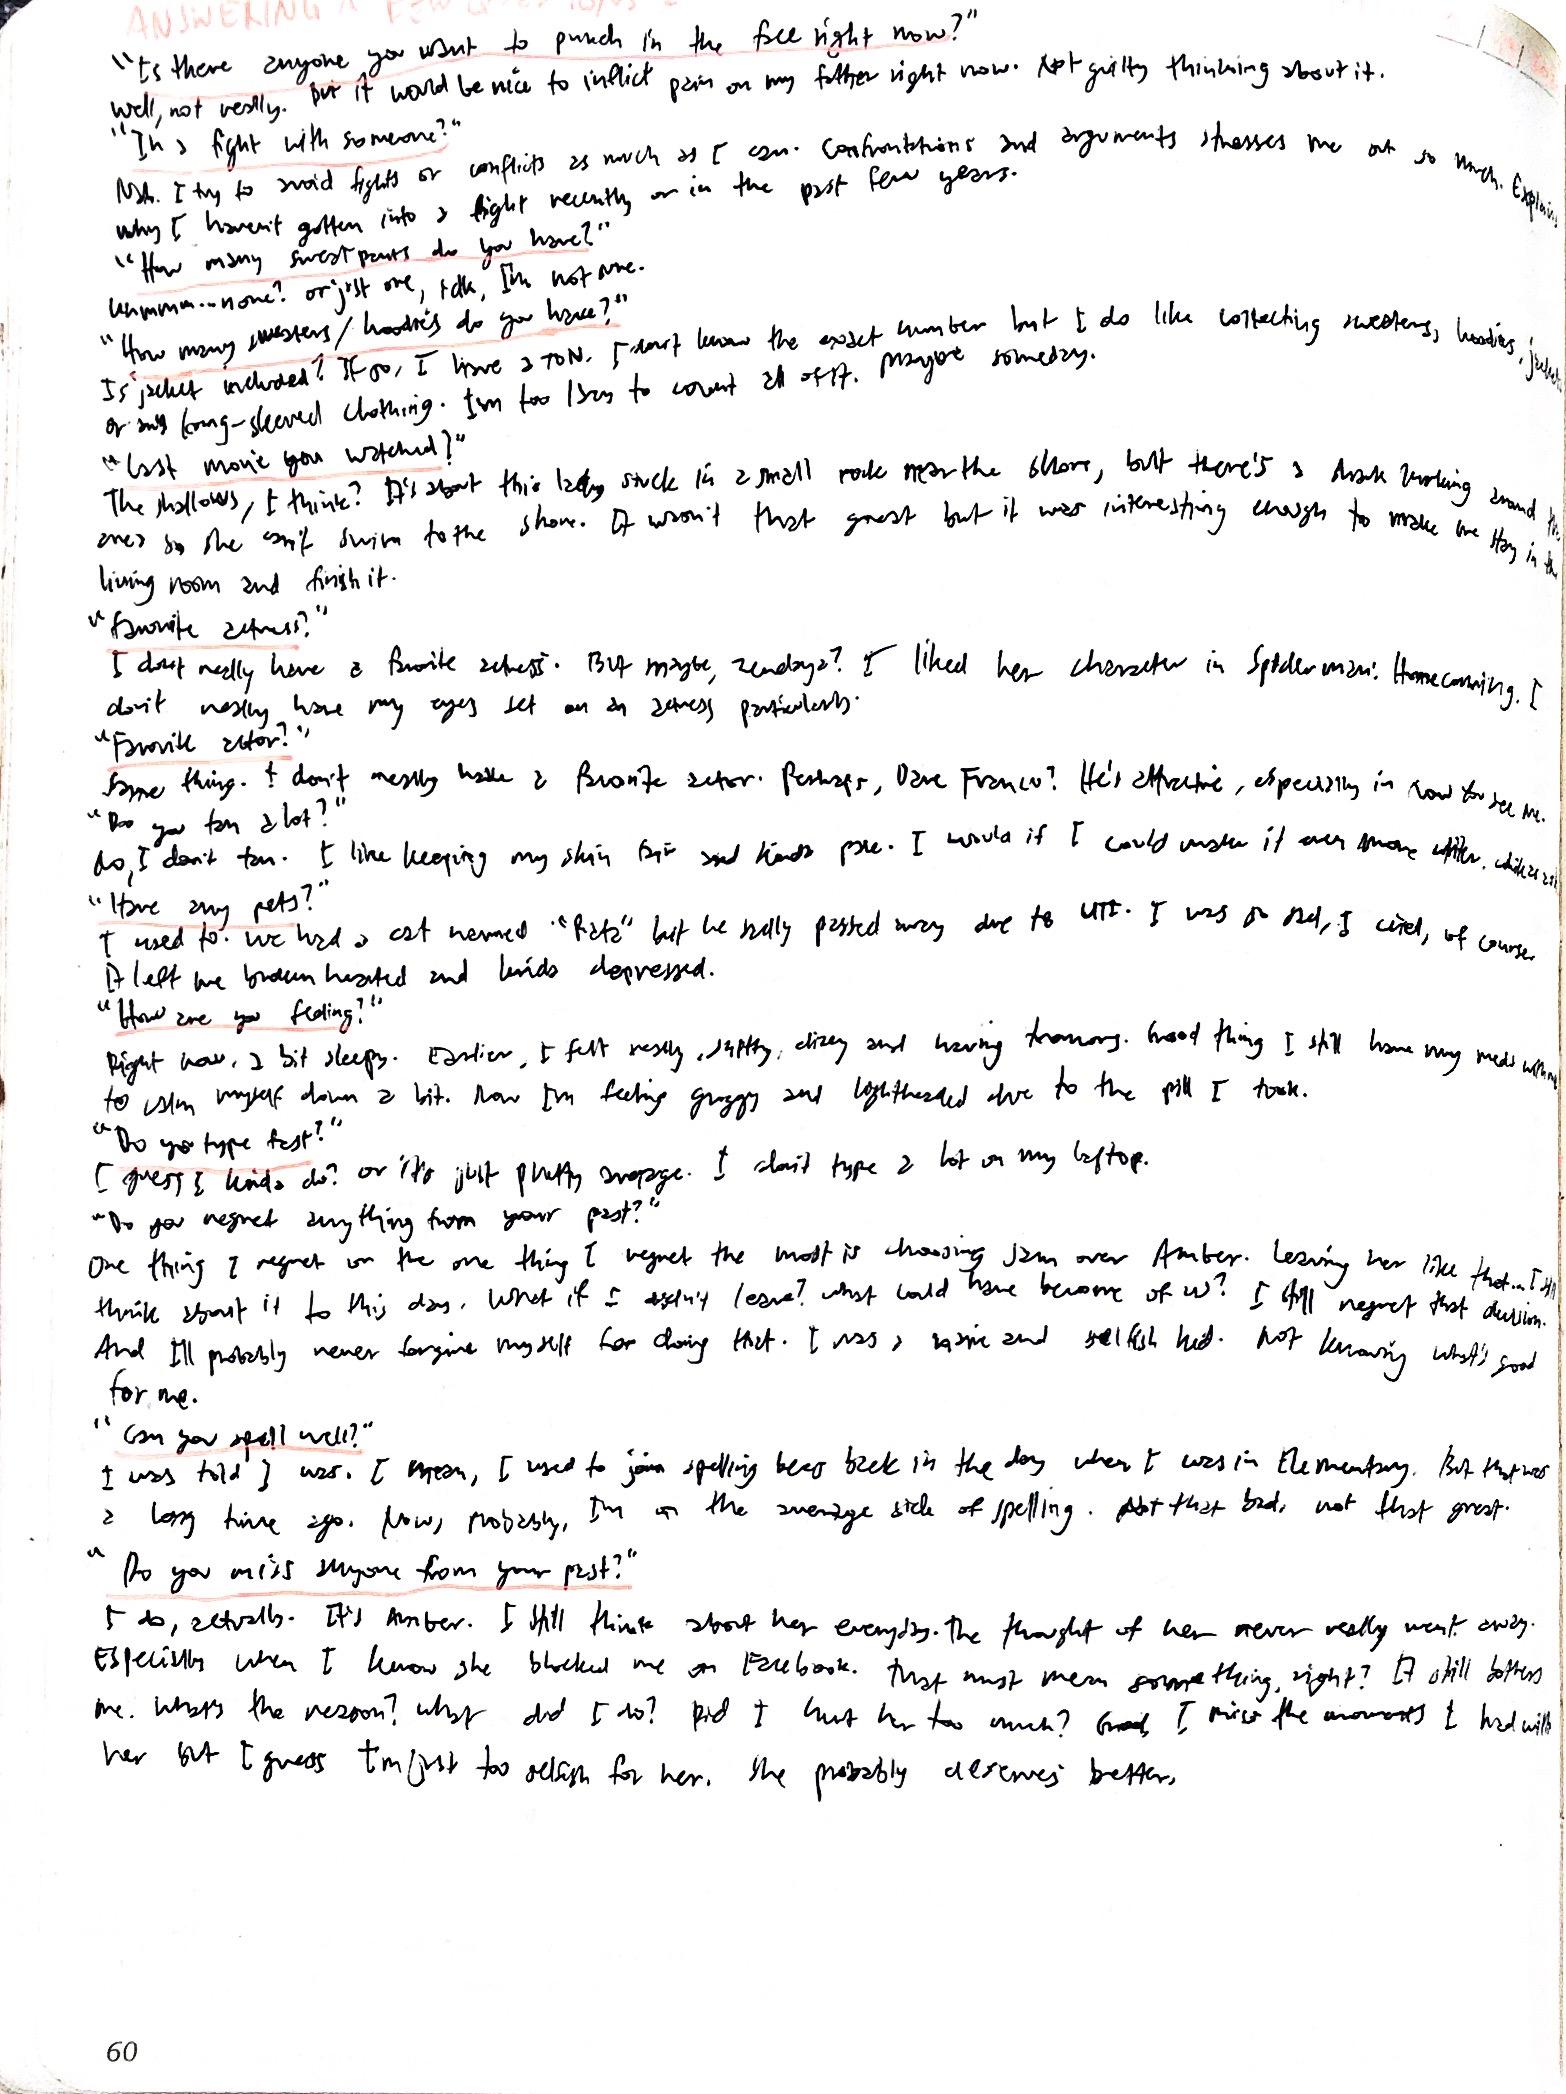 ANSWERING A FEW
"Is there anyone you want to punch in the face right now?"
Well, not really. But it would be nice to inflict pain on my father right now. Not guilty thinking about it.
"In a fight with someone?"
Nah. I try to avoid fights or conflicts as much as I can. Confrontations and arguments stresses me out so much. Explains
why I haven't gotten into a fight recently or in the past few years.
"How many sweatpants do you have?"
Ummmm...none? or just one, idk, I'm not sure.
"How many sweaters/hoodies do you have?"
Is jacket included? If so, I have a TON. I don't know the exact number but I do like collecting sweaters, hoodies, jackets
or any long-sleeved clothing. I'm too lazy to count all of it. Maybe someday.
"Last movie you watched?"
The shallows, I think? It's about this lady stuck in a small rock near the shore, but there's a shark lurking around the
area so she can't swim to the shore. It wasn't that great but it was interesting enough to make me stay in the
living room and finish it.
"Favorite actress?"
I don't really have a favorite actress. But maybe, zendaya? I liked her character in Spiderman: Homecoming. I
don't really have my eyes set on an actress particularly.
"Favorite actor?"
Same thing. I don't really have a favorite actor. Perhaps, Dave Franco? He's attractive, especially in now you see me.
"Do you tan a lot?"
No, I don't tan. I like keeping my skin fair and kinda pale. I would if I could make it even more whiter.
"Have any pets?"
I used to. We had a cat named but he sadly passed away due to UTI. I was so sad, I cried, of course.
It left me broken hearted and kinda depressed.
"How are you feeling?"
Right now, a bit sleepy. Earlier, I felt really dizzy and having tremors. Good thing I still have my meds with me
to calm myself down a bit. Now I'm feeling groggy and lightheaded due to the pill I took.
"Do you type fast?"
I guess I kinda do? or it's just pretty average. I don't type a lot on my laptop.
"Do you regret anything from your past?"
One thing I regret or the one thing I regret the most is choosing Jam over Amber. Leaving her like that... I still
think about it to this day. What if I didn't leave? what could have become of us? I still regret that decision.
And I'll probably never forgive myself for doing that. I was a naive and selfish kid. Not knowing what's good
for me.
"Can you spell well?"
I was told I was. I mean, I used to join spelling bees back in the day when I was in Elementary. But that was
a long time ago. Now, probably, I'm on the average side of spelling. Not that bad, not that great.
"Do you miss anyone from your past?"
I do, actually. It's Amber. I still think about her everyday. The thought of her never really went away.
Especially when I know she blocked me on Facebook. That must mean something, right? It still bothers
me. What's the reason? what did I do? Did I hurt her too much? I miss the moments I had with
her but I guess I'm just too selfish for her. She probably deserves better.
60